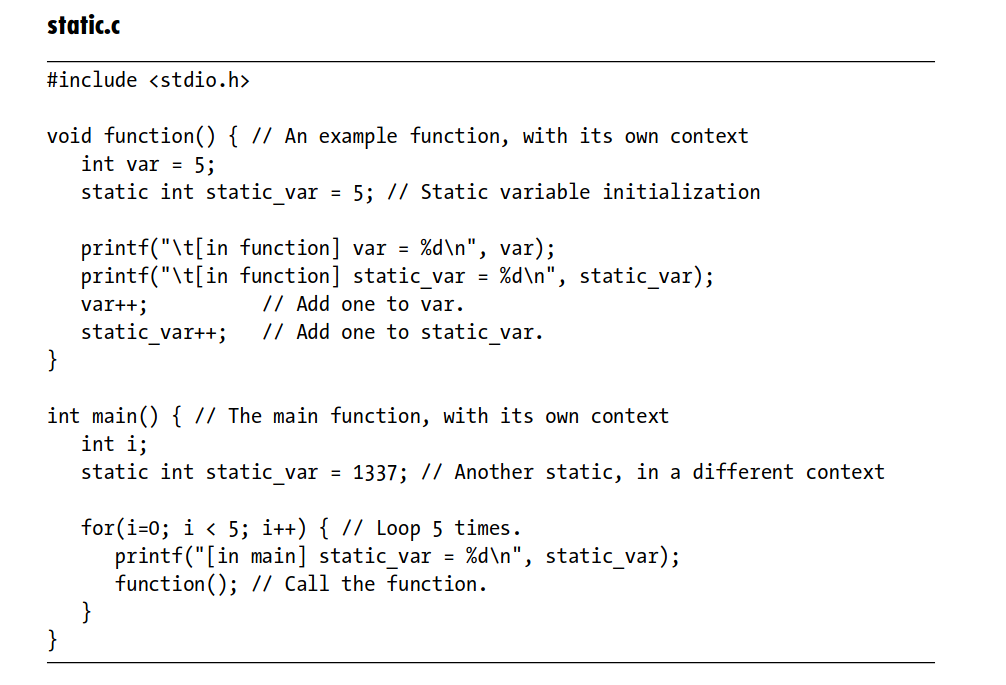 static.c
#include <stdio.h>
void function() { // An example function, with its own context
   int var = 5;
   static int static_var = 5; // Static variable initialization
   printf("\t[in function] var = %d\n", var);
   printf("\t[in function] static_var = %d\n", static_var);
   var++;          // Add one to var.
   static_var++;   // Add one to static_var.
}
int main() { // The main function, with its own context
   int i;
   static int static_var = 1337; // Another static, in a different context
   for(i=0; i < 5; i++) { // Loop 5 times.
      printf("[in main] static_var = %d\n", static_var);
      function(); // Call the function.
   }
}